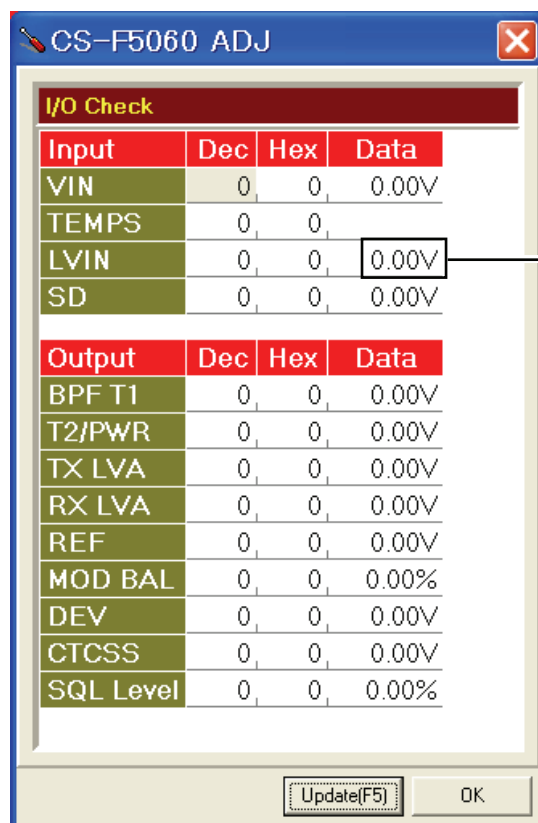 CS-F5060 ADJ
I/O Check
Input Dec Hex Data
VIN 0 0 0.00V
TEMPS 0 0
LVIN 0 0 0.00V
SD 0 0 0.00V
Output Dec Hex Data
BPF T1 0 0 0.00V
T2/PWR 0 0 0.00V
TX LVA 0 0 0.00V
RX LVA 0 0 0.00V
REF 0 0 0.00V
MOD BAL 0 0 0.00%
DEV 0 0 0.00V
CTCSS 0 0 0.00V
SQL Level 0 0 0.00%
Update(F5) OK